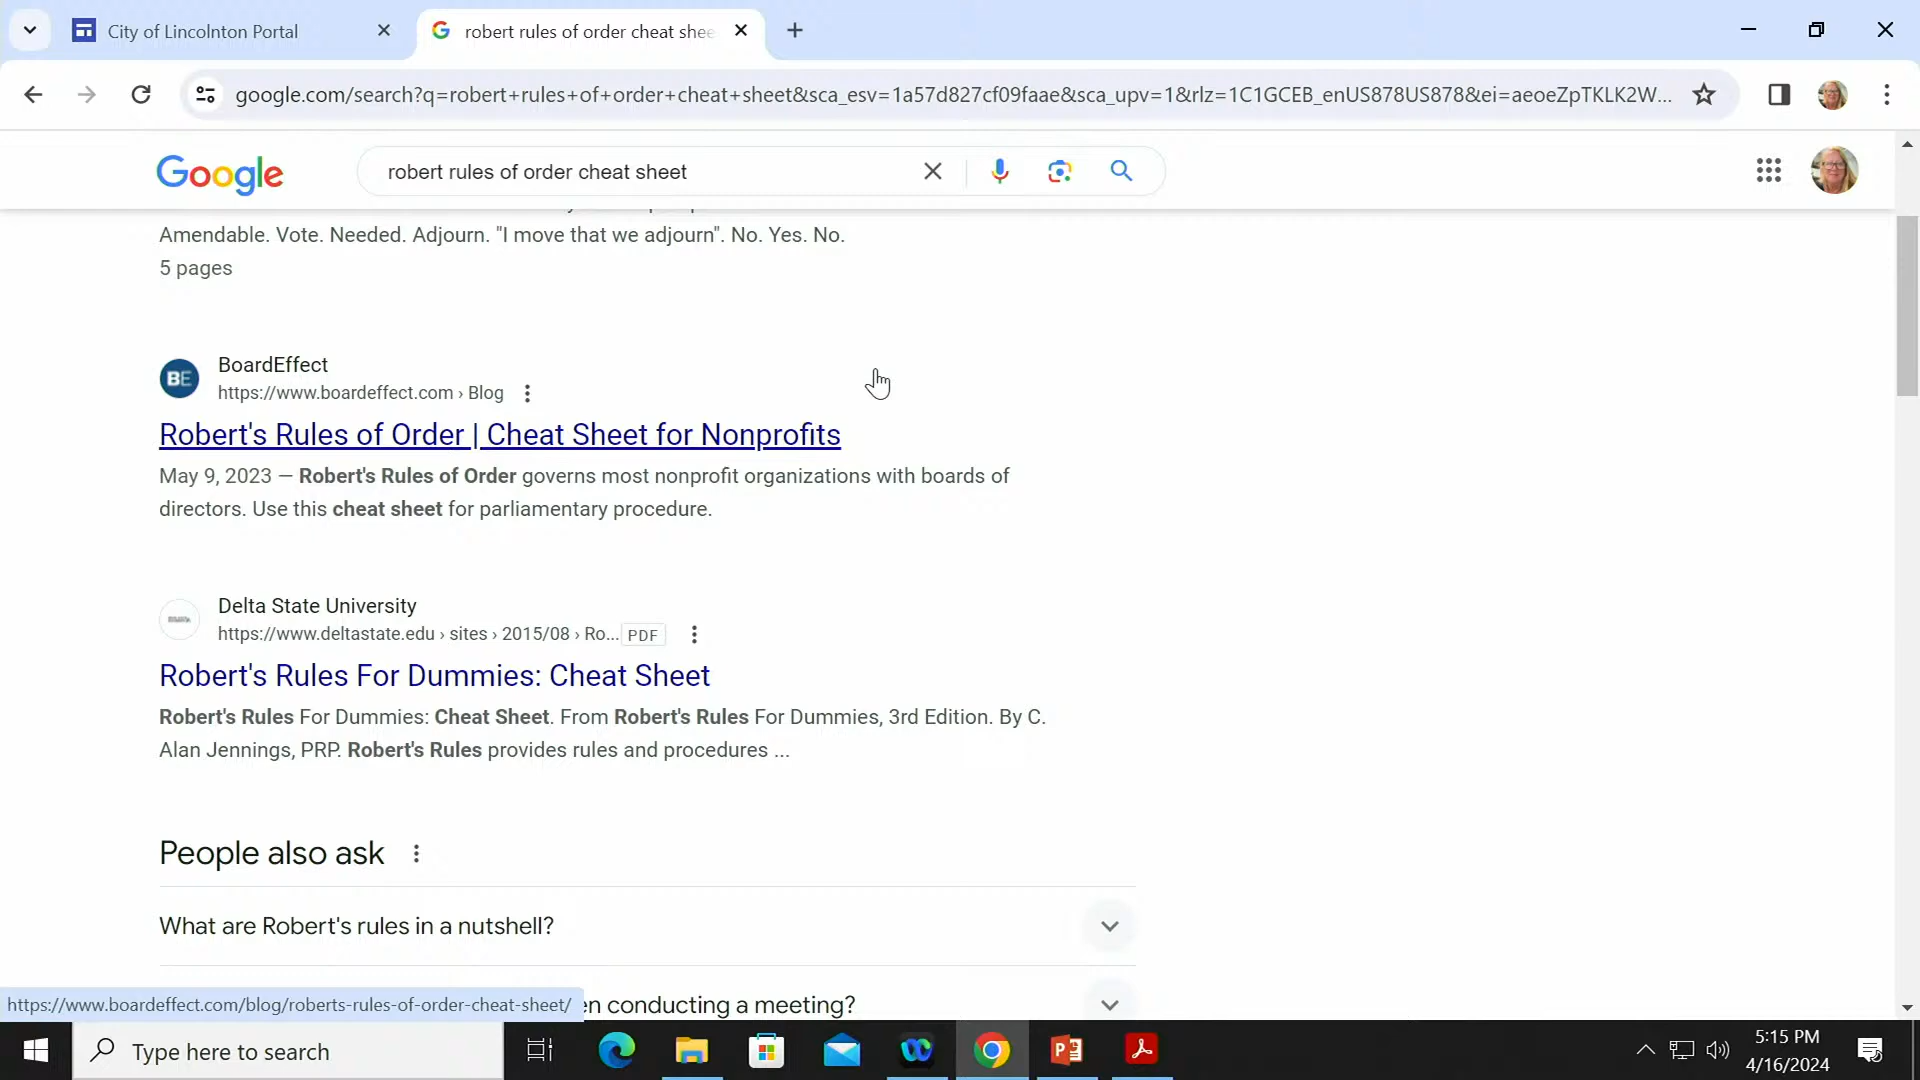 City of Lincolnton Portal
robert rules of order cheat shee
google.com/search?q=robert+rules+of+order+cheat+sheet&sca_esv=1a57d827cf09faae&sca_upv=1&rlz=1C1GCEB_enUS878US878&ei=aeoeZpTKLK2W...
Google
robert rules of order cheat sheet
Amendable. Vote. Needed. Adjourn. "I move that we adjourn". No. Yes. No.
5 pages
BE
BoardEffect
https://www.boardeffect.com › Blog
Robert's Rules of Order | Cheat Sheet for Nonprofits
May 9, 2023 — Robert's Rules of Order governs most nonprofit organizations with boards of
directors. Use this cheat sheet for parliamentary procedure.
Delta State University
https://www.deltastate.edu › sites › 2015/08 › Ro... PDF
Robert's Rules For Dummies: Cheat Sheet
Robert's Rules For Dummies: Cheat Sheet. From Robert's Rules For Dummies, 3rd Edition. By C.
Alan Jennings, PRP. Robert's Rules provides rules and procedures ...
People also ask
What are Robert's rules in a nutshell?
en conducting a meeting?
https://www.boardeffect.com/blog/roberts-rules-of-order-cheat-sheet/
Type here to search
5:15 PM
4/16/2024